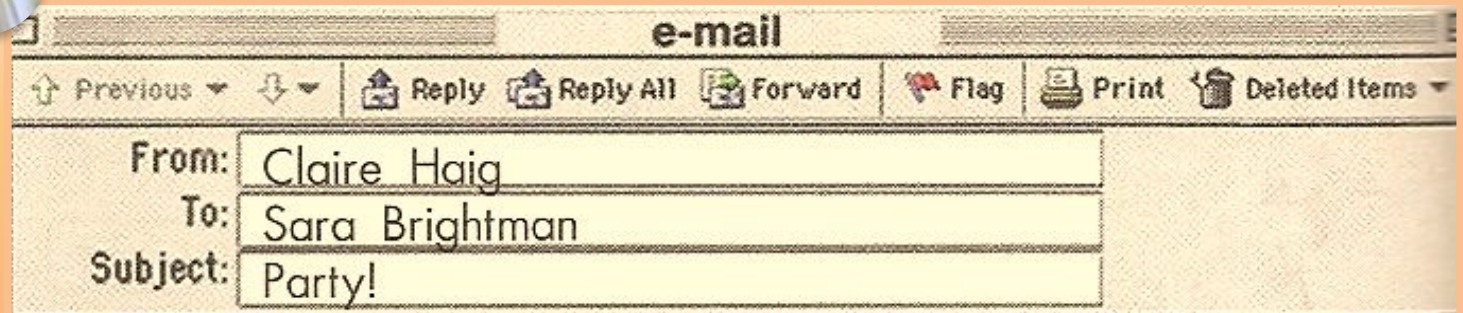 e-mail
Previous Reply Reply All Forward Flag Print Deleted Items
From: Claire Haig
To: Sara Brightman
Subject: Party!